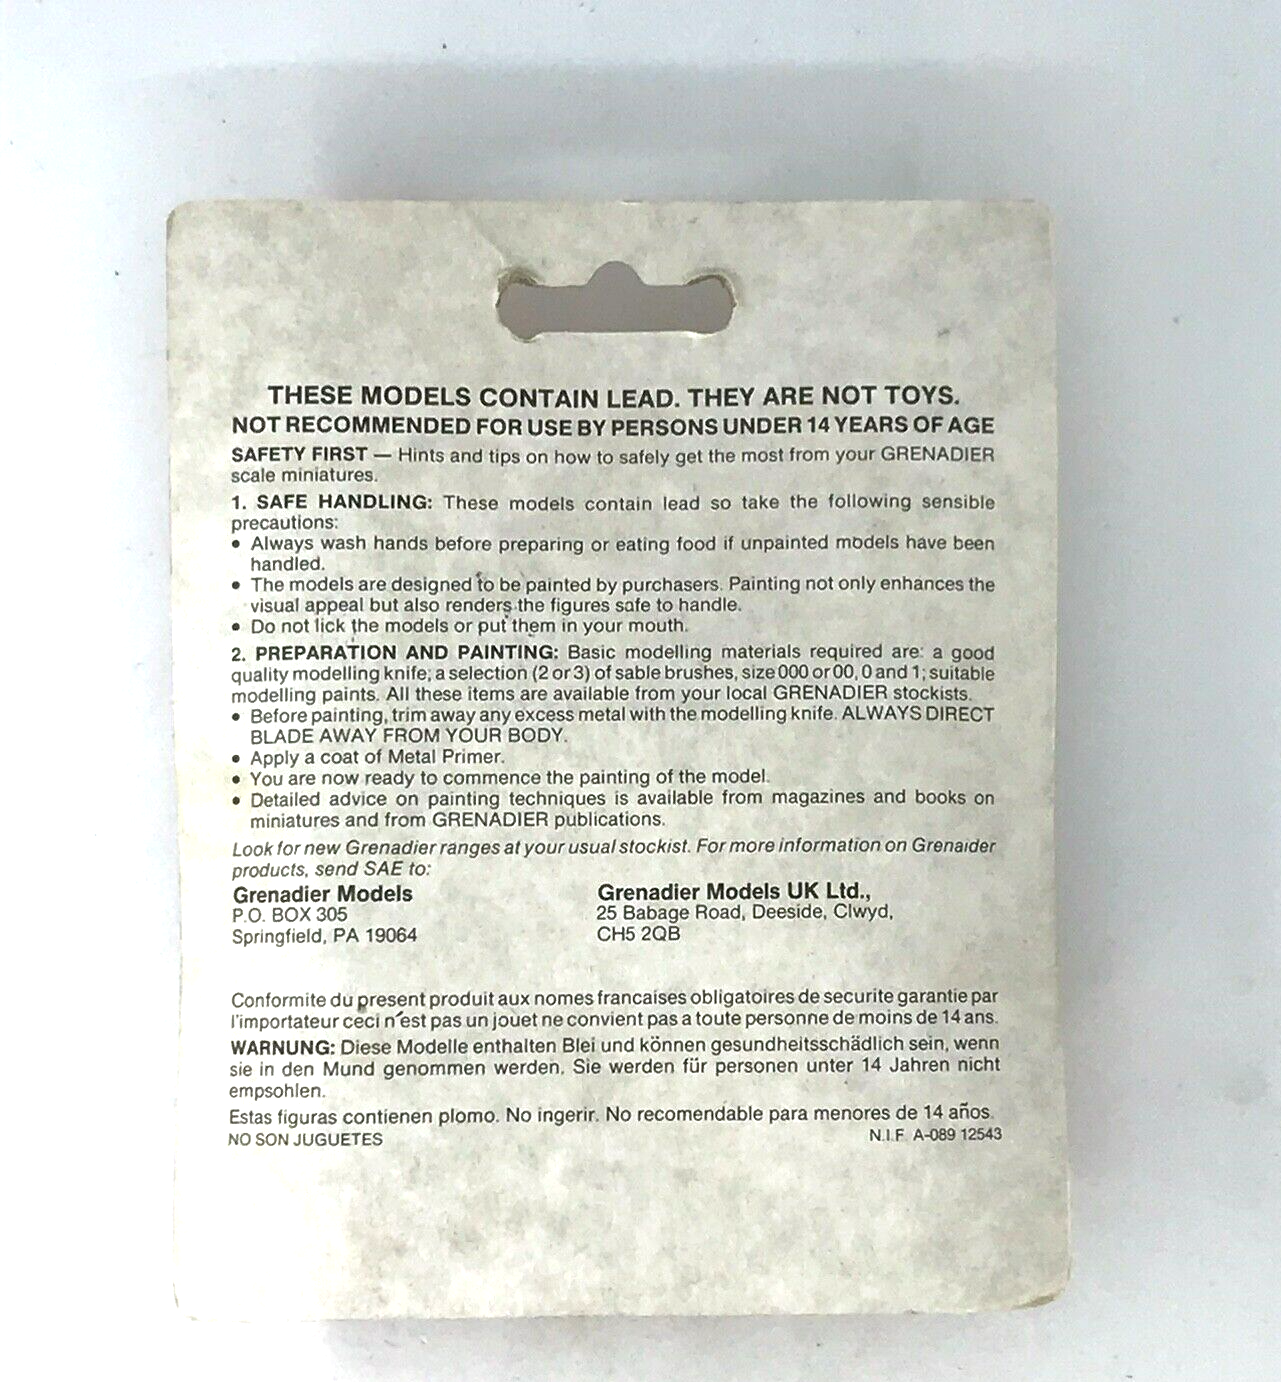 THESE MODELS CONTAIN LEAD. THEY ARE NOT TOYS.
NOT RECOMMENDED FOR USE BY PERSONS UNDER 14 YEARS OF AGE
SAFETY FIRST — Hints and tips on how to safely get the most from your GRENADIER
scale miniatures.
1. SAFE HANDLING: These models contain lead so take the following sensible
precautions:
• Always wash hands before preparing or eating food if unpainted models have been
handled.
• The models are designed to be painted by purchasers. Painting not only enhances the
visual appeal but also renders the figures safe to handle.
• Do not lick the models or put them in your mouth.
2. PREPARATION AND PAINTING: Basic modelling materials required are: a good
quality modelling knife; a selection (2 or 3) of sable brushes, size 000 or 00, 0 and 1; suitable
modelling paints. All these items are available from your local GRENADIER stockists.
• Before painting, trim away any excess metal with the modelling knife. ALWAYS DIRECT
BLADE AWAY FROM YOUR BODY.
• Apply a coat of Metal Primer.
• You are now ready to commence the painting of the model.
• Detailed advice on painting techniques is available from magazines and books on
miniatures and from GRENADIER publications.
Look for new Grenadier ranges at your usual stockist. For more information on Grenaider
products, send SAE to:
Grenadier Models Grenadier Models UK Ltd.,
P.O. BOX 305 25 Babage Road, Deeside, Clwyd,
Springfield, PA 19064 CH5 2QB
Conformite du present produit aux nomes francaises obligatoires de securite garantie par
l'importateur ceci n'est pas un jouet ne convient pas a toute personne de moins de 14 ans.
WARNUNG: Diese Modelle enthalten Blei und können gesundheitsschädlich sein, wenn
sie in den Mund genommen werden. Sie werden für personen unter 14 Jahren nicht
empsohlen.
Estas figuras contienen plomo. No ingerir. No recomendable para menores de 14 años.
NO SON JUGUETES N.I.F. A-089 12543